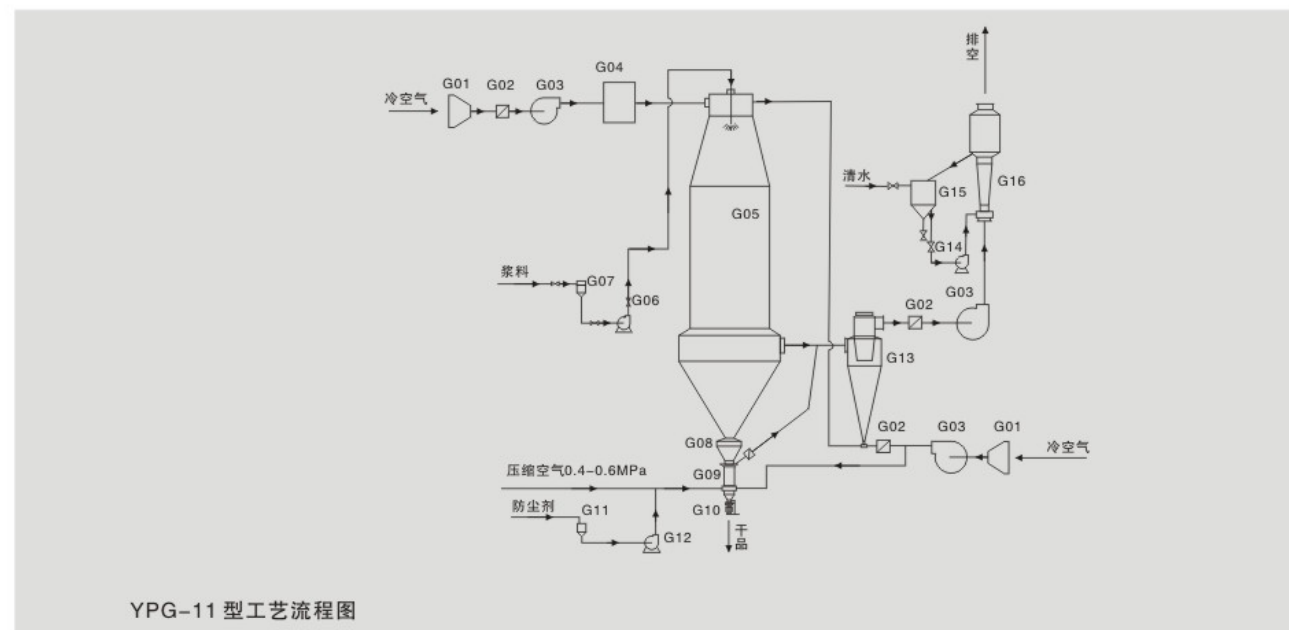 排空
G04
G01
G02
G03
冷空气
清水
G15
G16
G05
G14
浆料
G07
G06
G02
G03
G13
G08
G02
G03
G01
冷空气
压缩空气0.4-0.6MPa
G09
防尘剂
G11
G10
G12
干品
YPG-11 型工艺流程图